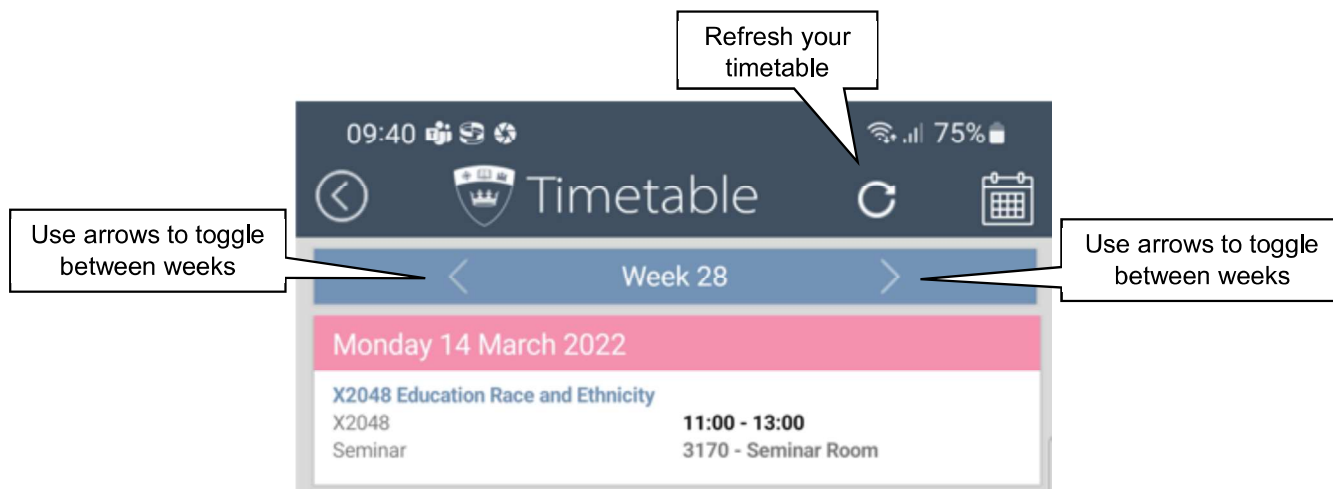 Refresh your
timetable
09:40
75%
Timetable
Use arrows to toggle
between weeks
Week 28
Use arrows to toggle
between weeks
Monday 14 March 2022
X2048 Education Race and Ethnicity
X2048
11:00 - 13:00
Seminar
3170 - Seminar Room